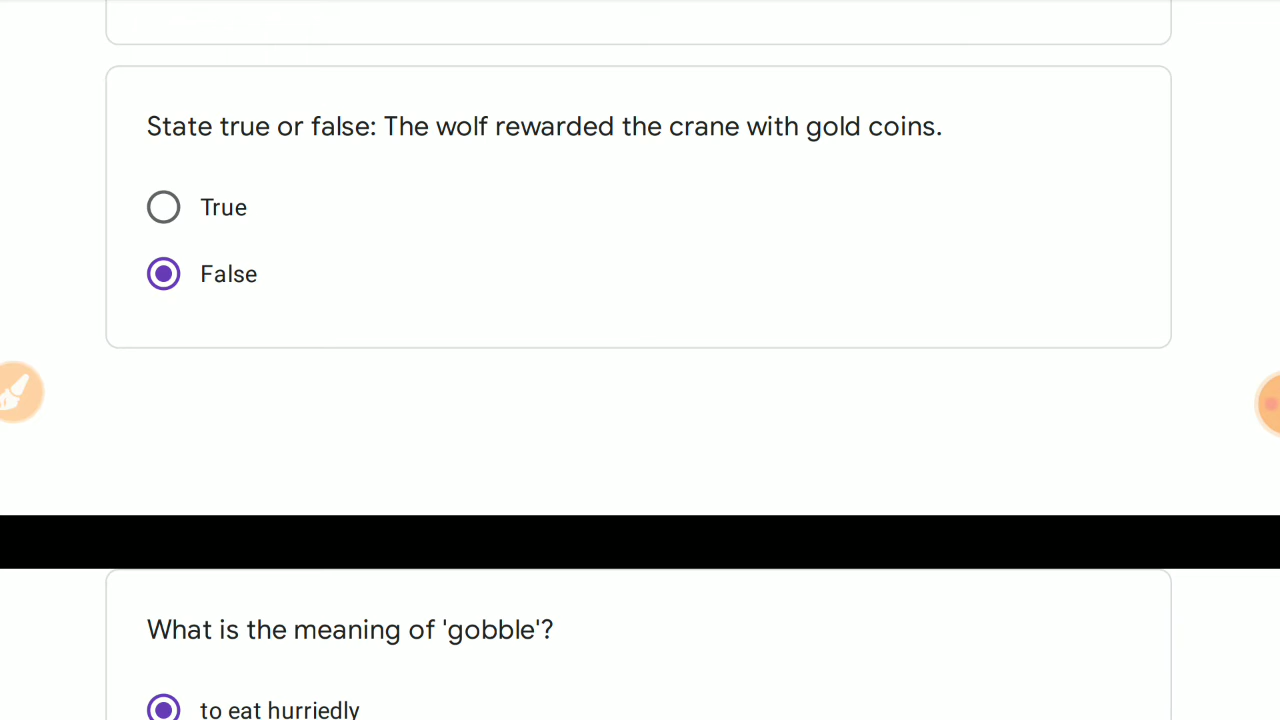 State true or false: The wolf rewarded the crane with gold coins.
True
False
What is the meaning of 'gobble'?
to eat hurriedly